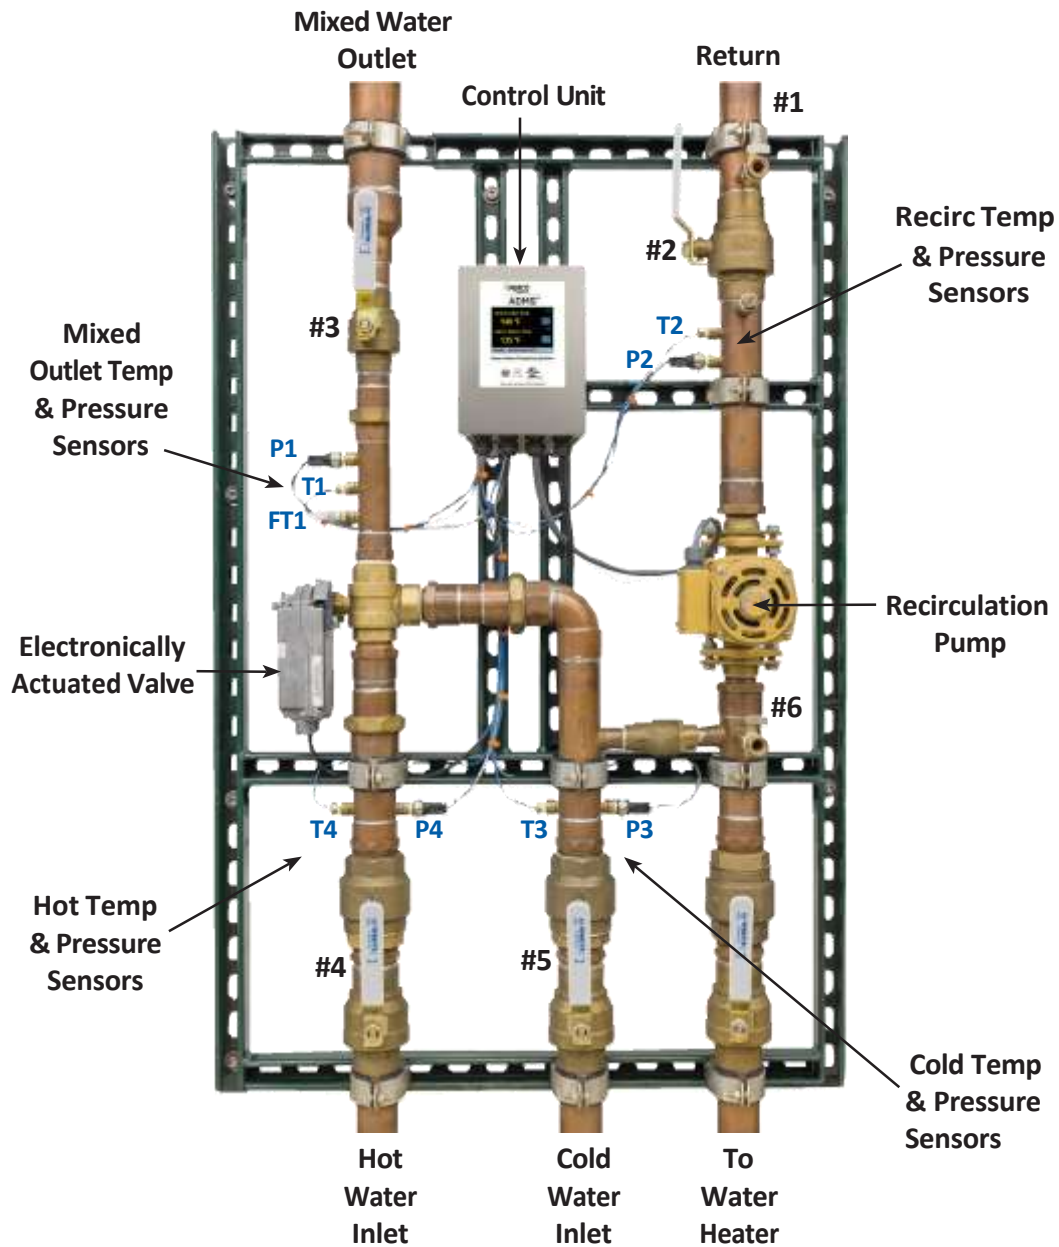 Mixed Water
Outlet
Return
Control Unit
#1
Recirc Temp
& Pressure
Sensors
#2
#3
Mixed
Outlet Temp
& Pressure
Sensors
T2
P2
ADMS
P1
T1
FT1
Recirculation
Pump
Electronically
Actuated Valve
#6
T4
P4
T3
P3
Hot Temp
& Pressure
Sensors
#4
#5
Cold Temp
& Pressure
Sensors
Hot
Water
Inlet
Cold
Water
Inlet
To
Water
Heater